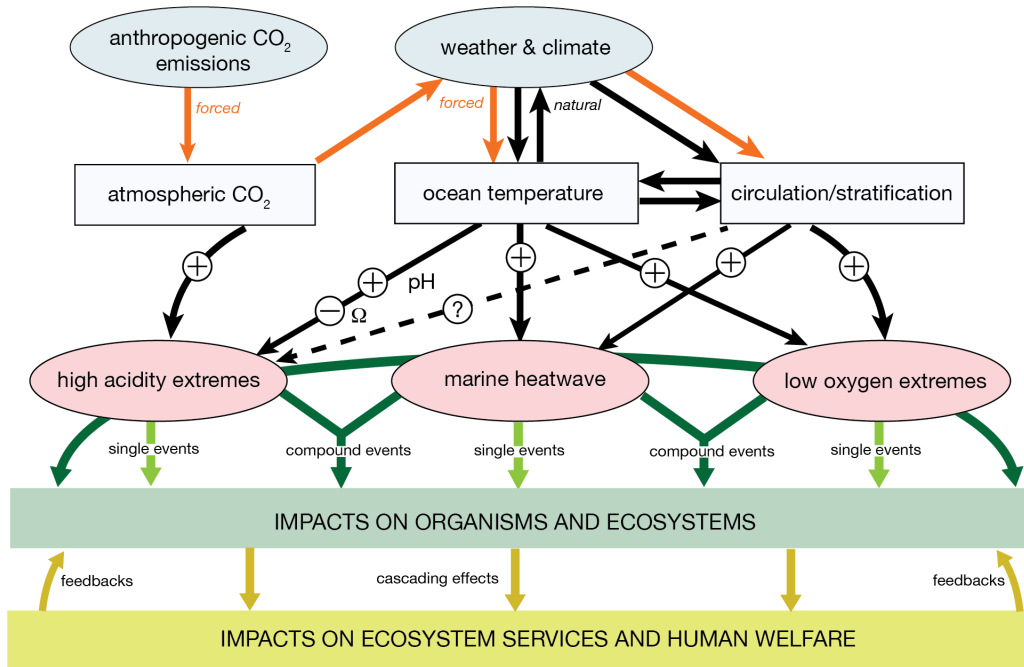 anthropogenic CO₂
emissions
weather & climate
forced
forced
natural
atmospheric CO₂
ocean temperature
circulation/stratification
+
+
+
+
+
+
pH
−
Ω
?
high acidity extremes
marine heatwave
low oxygen extremes
single events
compound events
single events
compound events
single events
IMPACTS ON ORGANISMS AND ECOSYSTEMS
feedbacks
cascading effects
feedbacks
IMPACTS ON ECOSYSTEM SERVICES AND HUMAN WELFARE